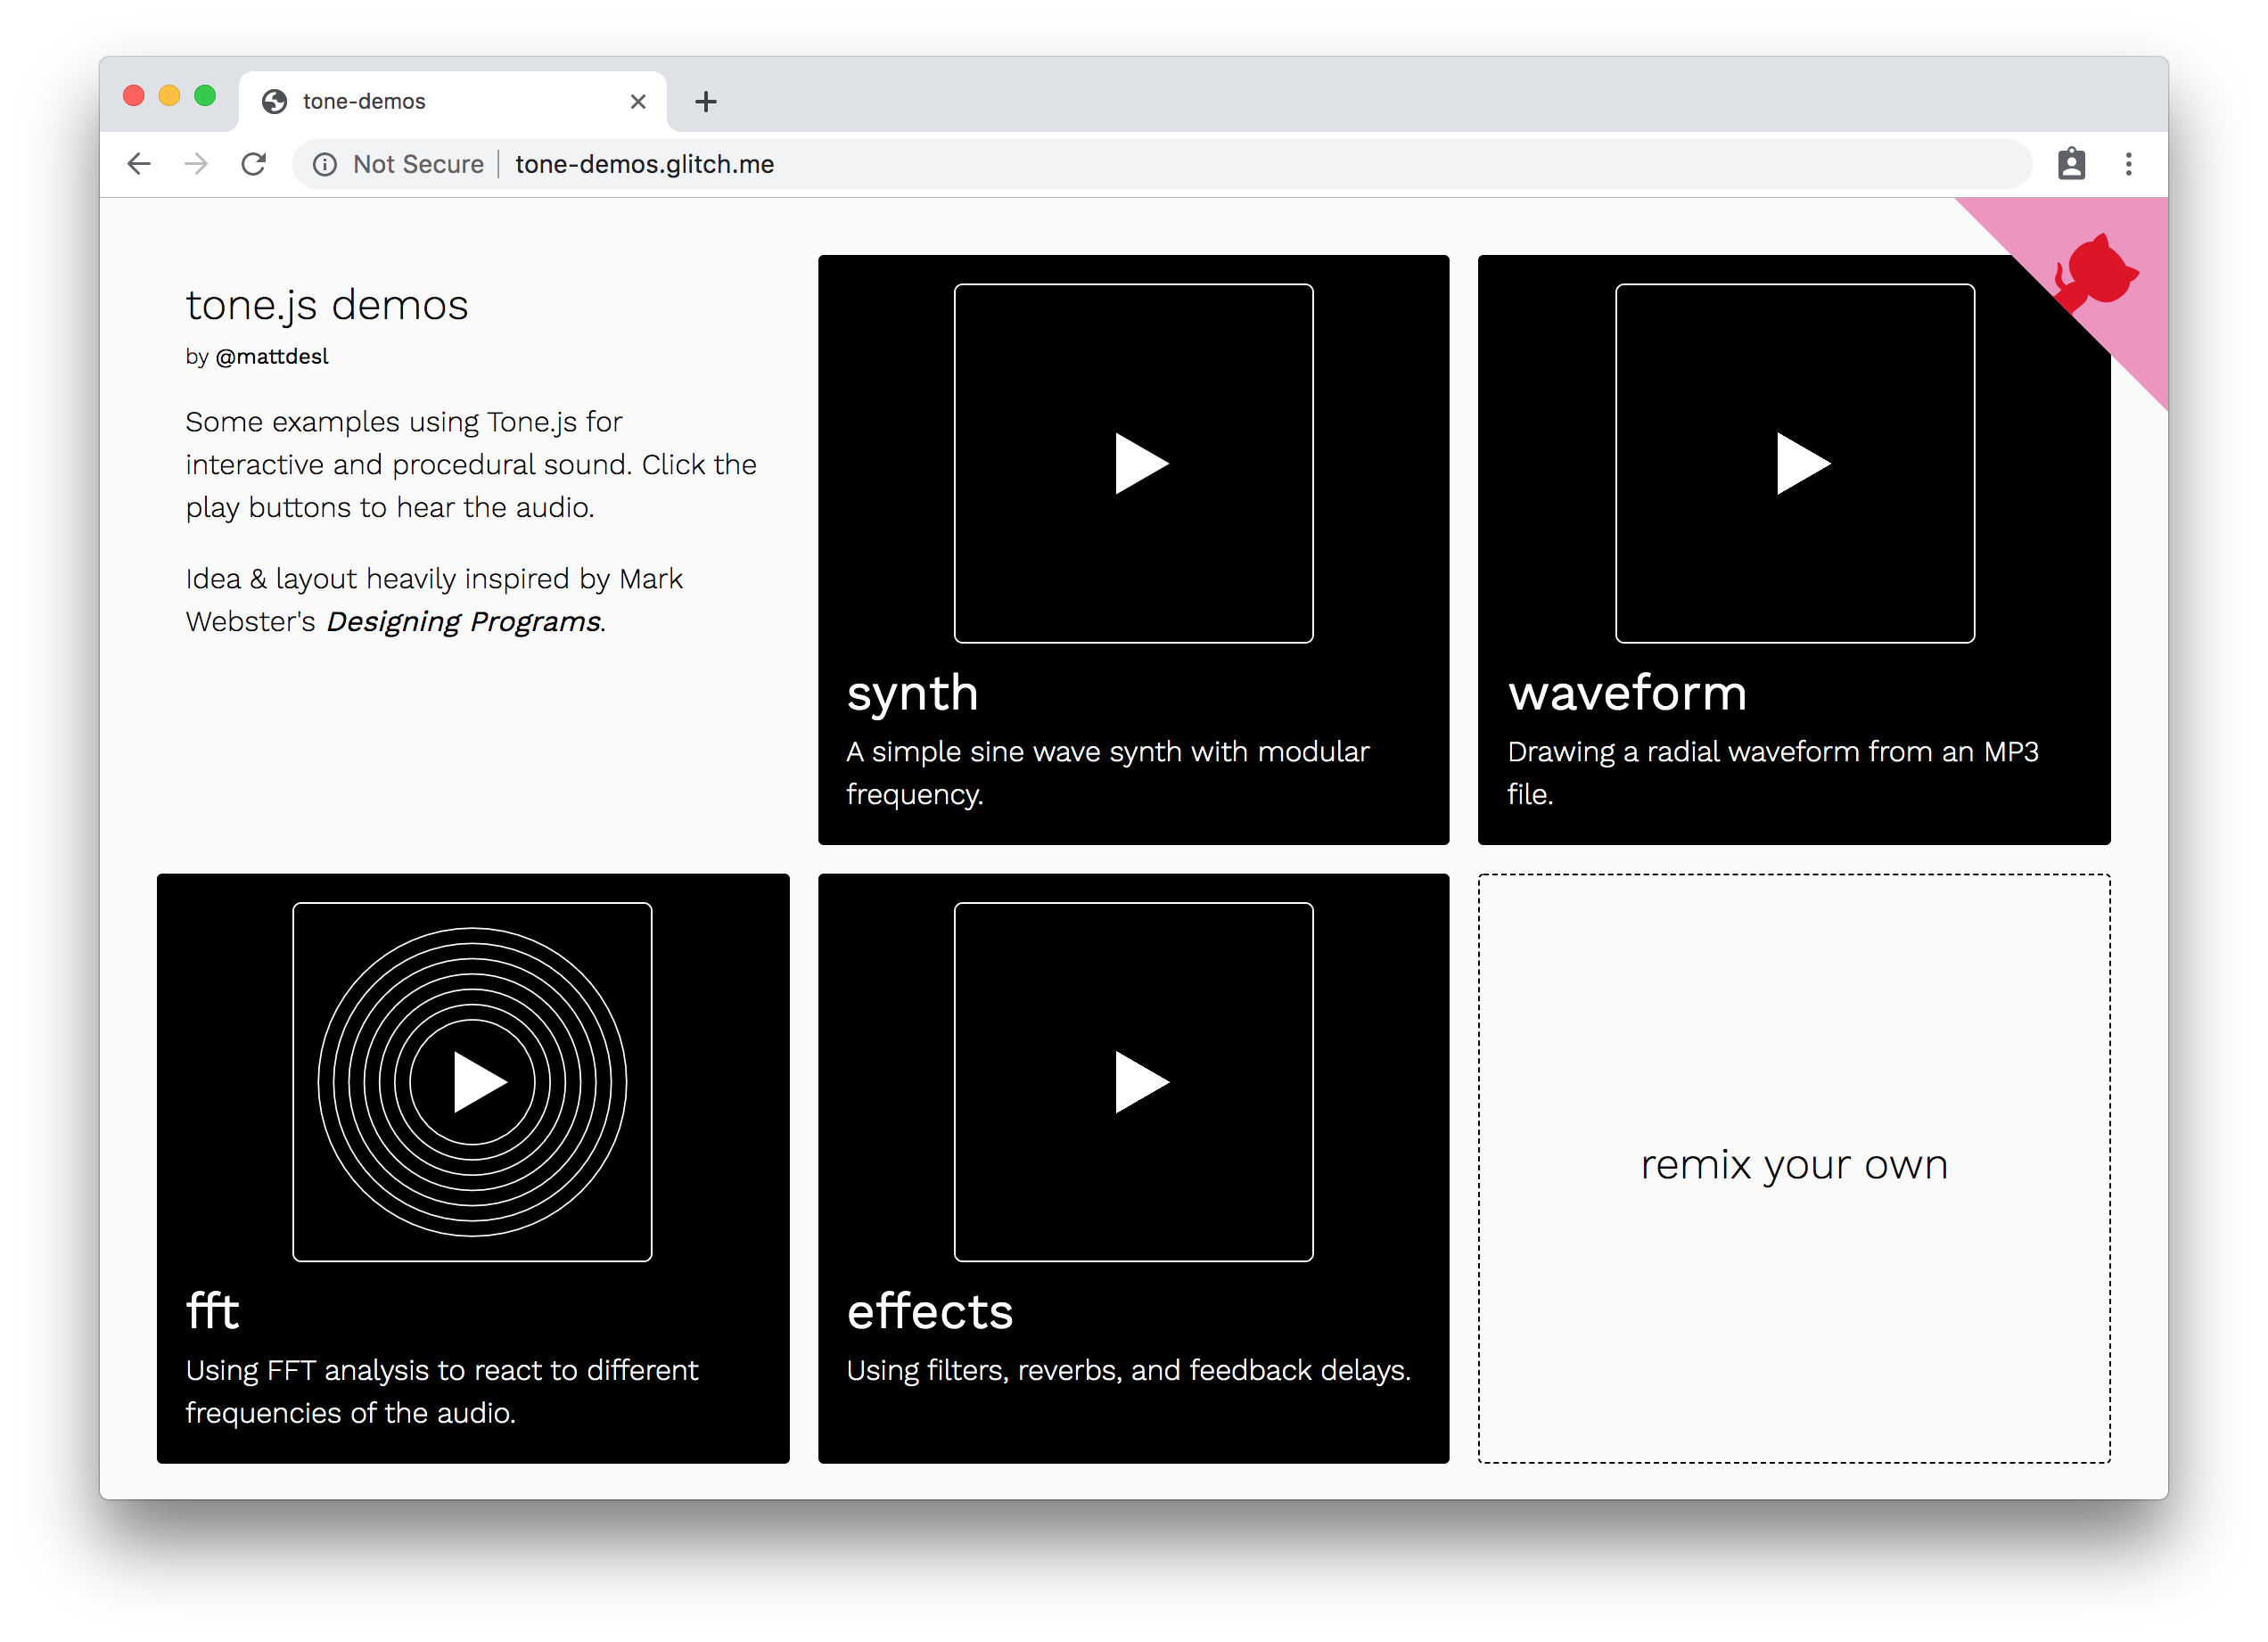 tone-demos
Not Secure | tone-demos.glitch.me
tone.js demos
by @mattdesl
Some examples using Tone.js for
interactive and procedural sound. Click the
play buttons to hear the audio.
Idea & layout heavily inspired by Mark
Webster's Designing Programs.
synth
A simple sine wave synth with modular
frequency.
waveform
Drawing a radial waveform from an MP3
file.
fft
Using FFT analysis to react to different
frequencies of the audio.
effects
Using filters, reverbs, and feedback delays.
remix your own